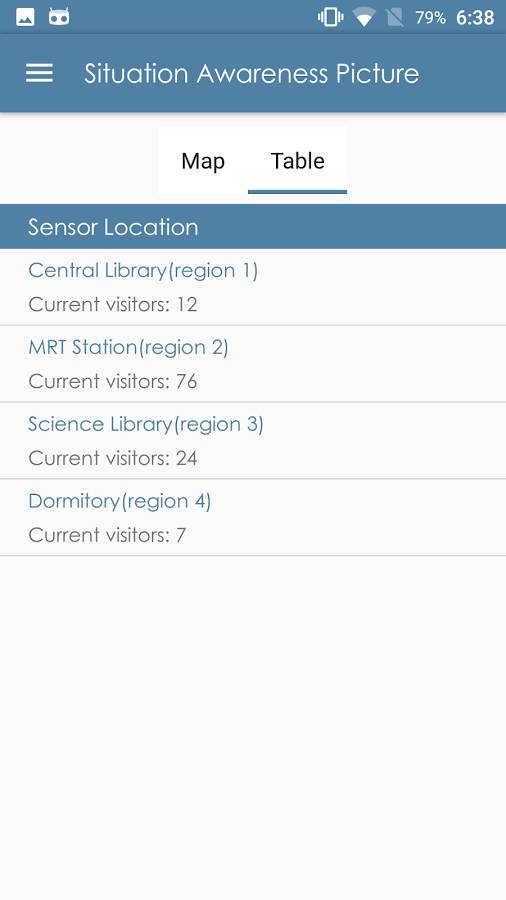 79% 6:38
Situation Awareness Picture
Map Table
Sensor Location
Central Library(region 1)
Current visitors: 12
MRT Station(region 2)
Current visitors: 76
Science Library(region 3)
Current visitors: 24
Dormitory(region 4)
Current visitors: 7